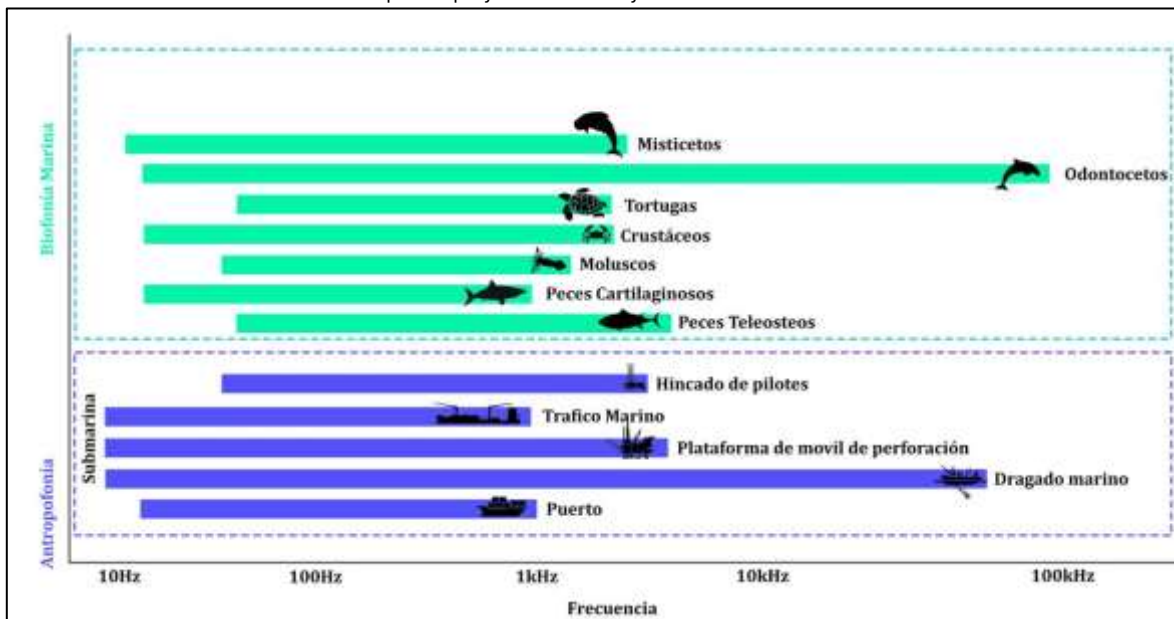 Biofonía Marina
Misticetos
Odontocetos
Tortugas
Crustáceos
Moluscos
Peces Cartilaginosos
Peces Teleosteos
Antropofonía
Submarina
Hincado de pilotes
Trafico Marino
Plataforma de movil de perforación
Dragado marino
Puerto
10Hz 100Hz 1kHz 10kHz 100kHz
Frecuencia